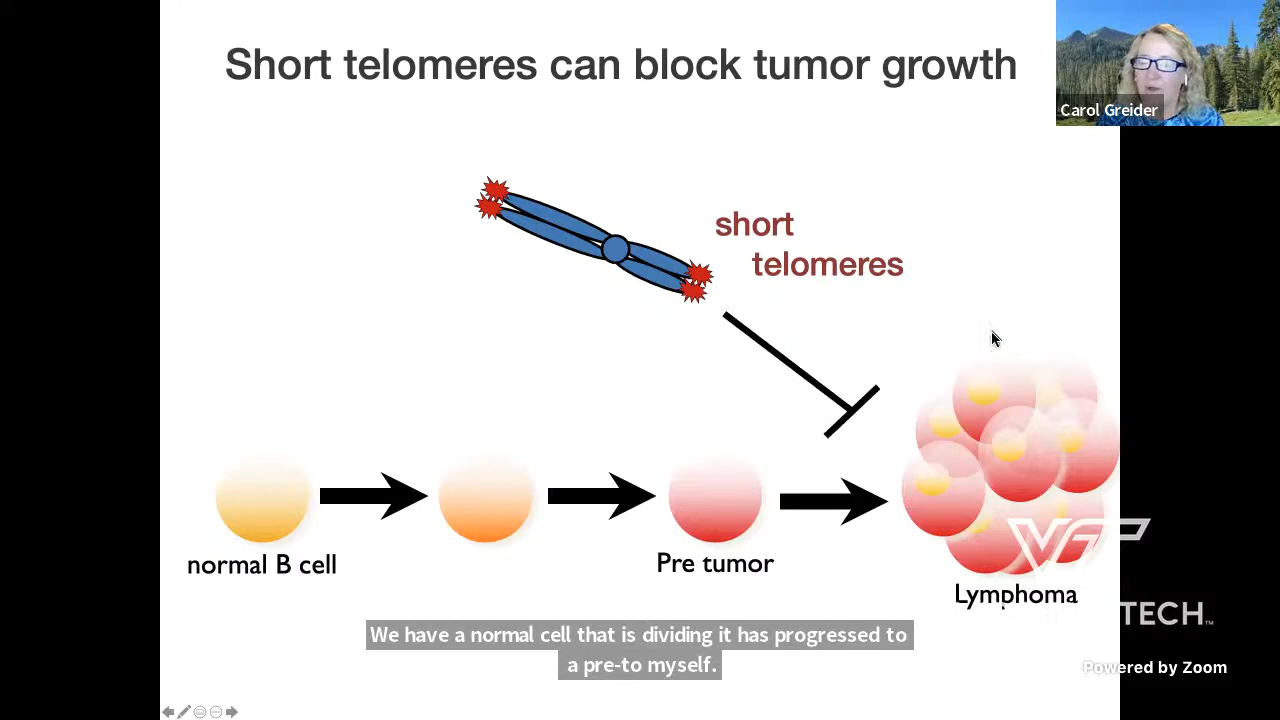 Short telomeres can block tumor growth
Carol Greider
short
telomeres
normal B cell
Pre tumor
Lymphoma
TECH™
We have a normal cell that is dividing it has progressed to
a pre-to myself.
Powered by Zoom